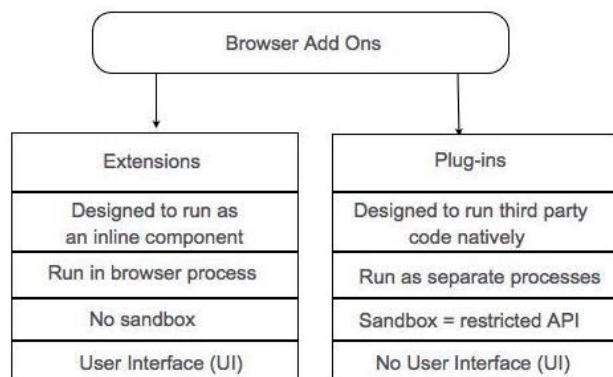 Browser Add Ons
Extensions
Designed to run as
an inline component
Run in browser process
No sandbox
User Interface (UI)
Plug-ins
Designed to run third party
code natively
Run as separate processes
Sandbox = restricted API
No User Interface (UI)